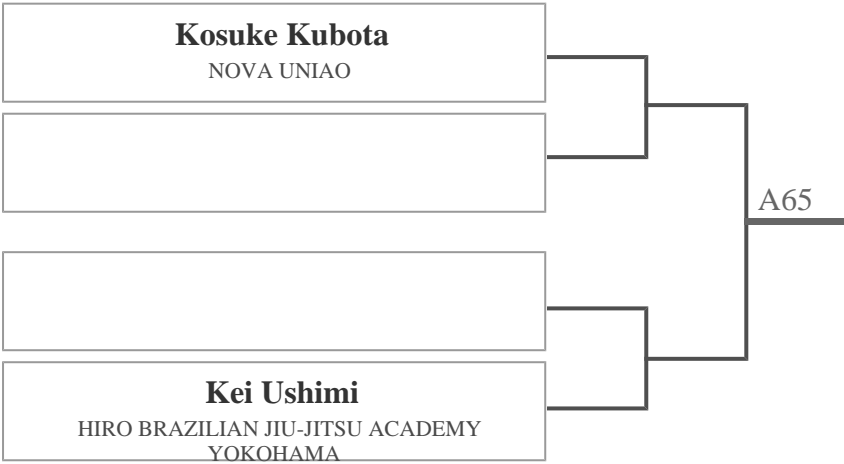 Kosuke Kubota
NOVA UNIAO
A65
Kei Ushimi
HIRO BRAZILIAN JIU-JITSU ACADEMY
YOKOHAMA